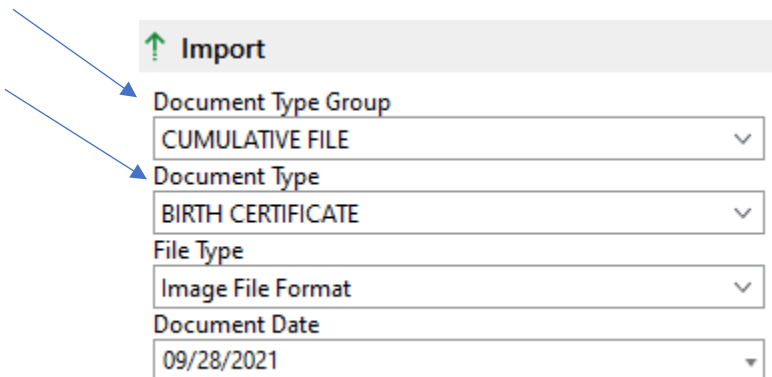 Import
Document Type Group
CUMULATIVE FILE
Document Type
BIRTH CERTIFICATE
File Type
Image File Format
Document Date
09/28/2021